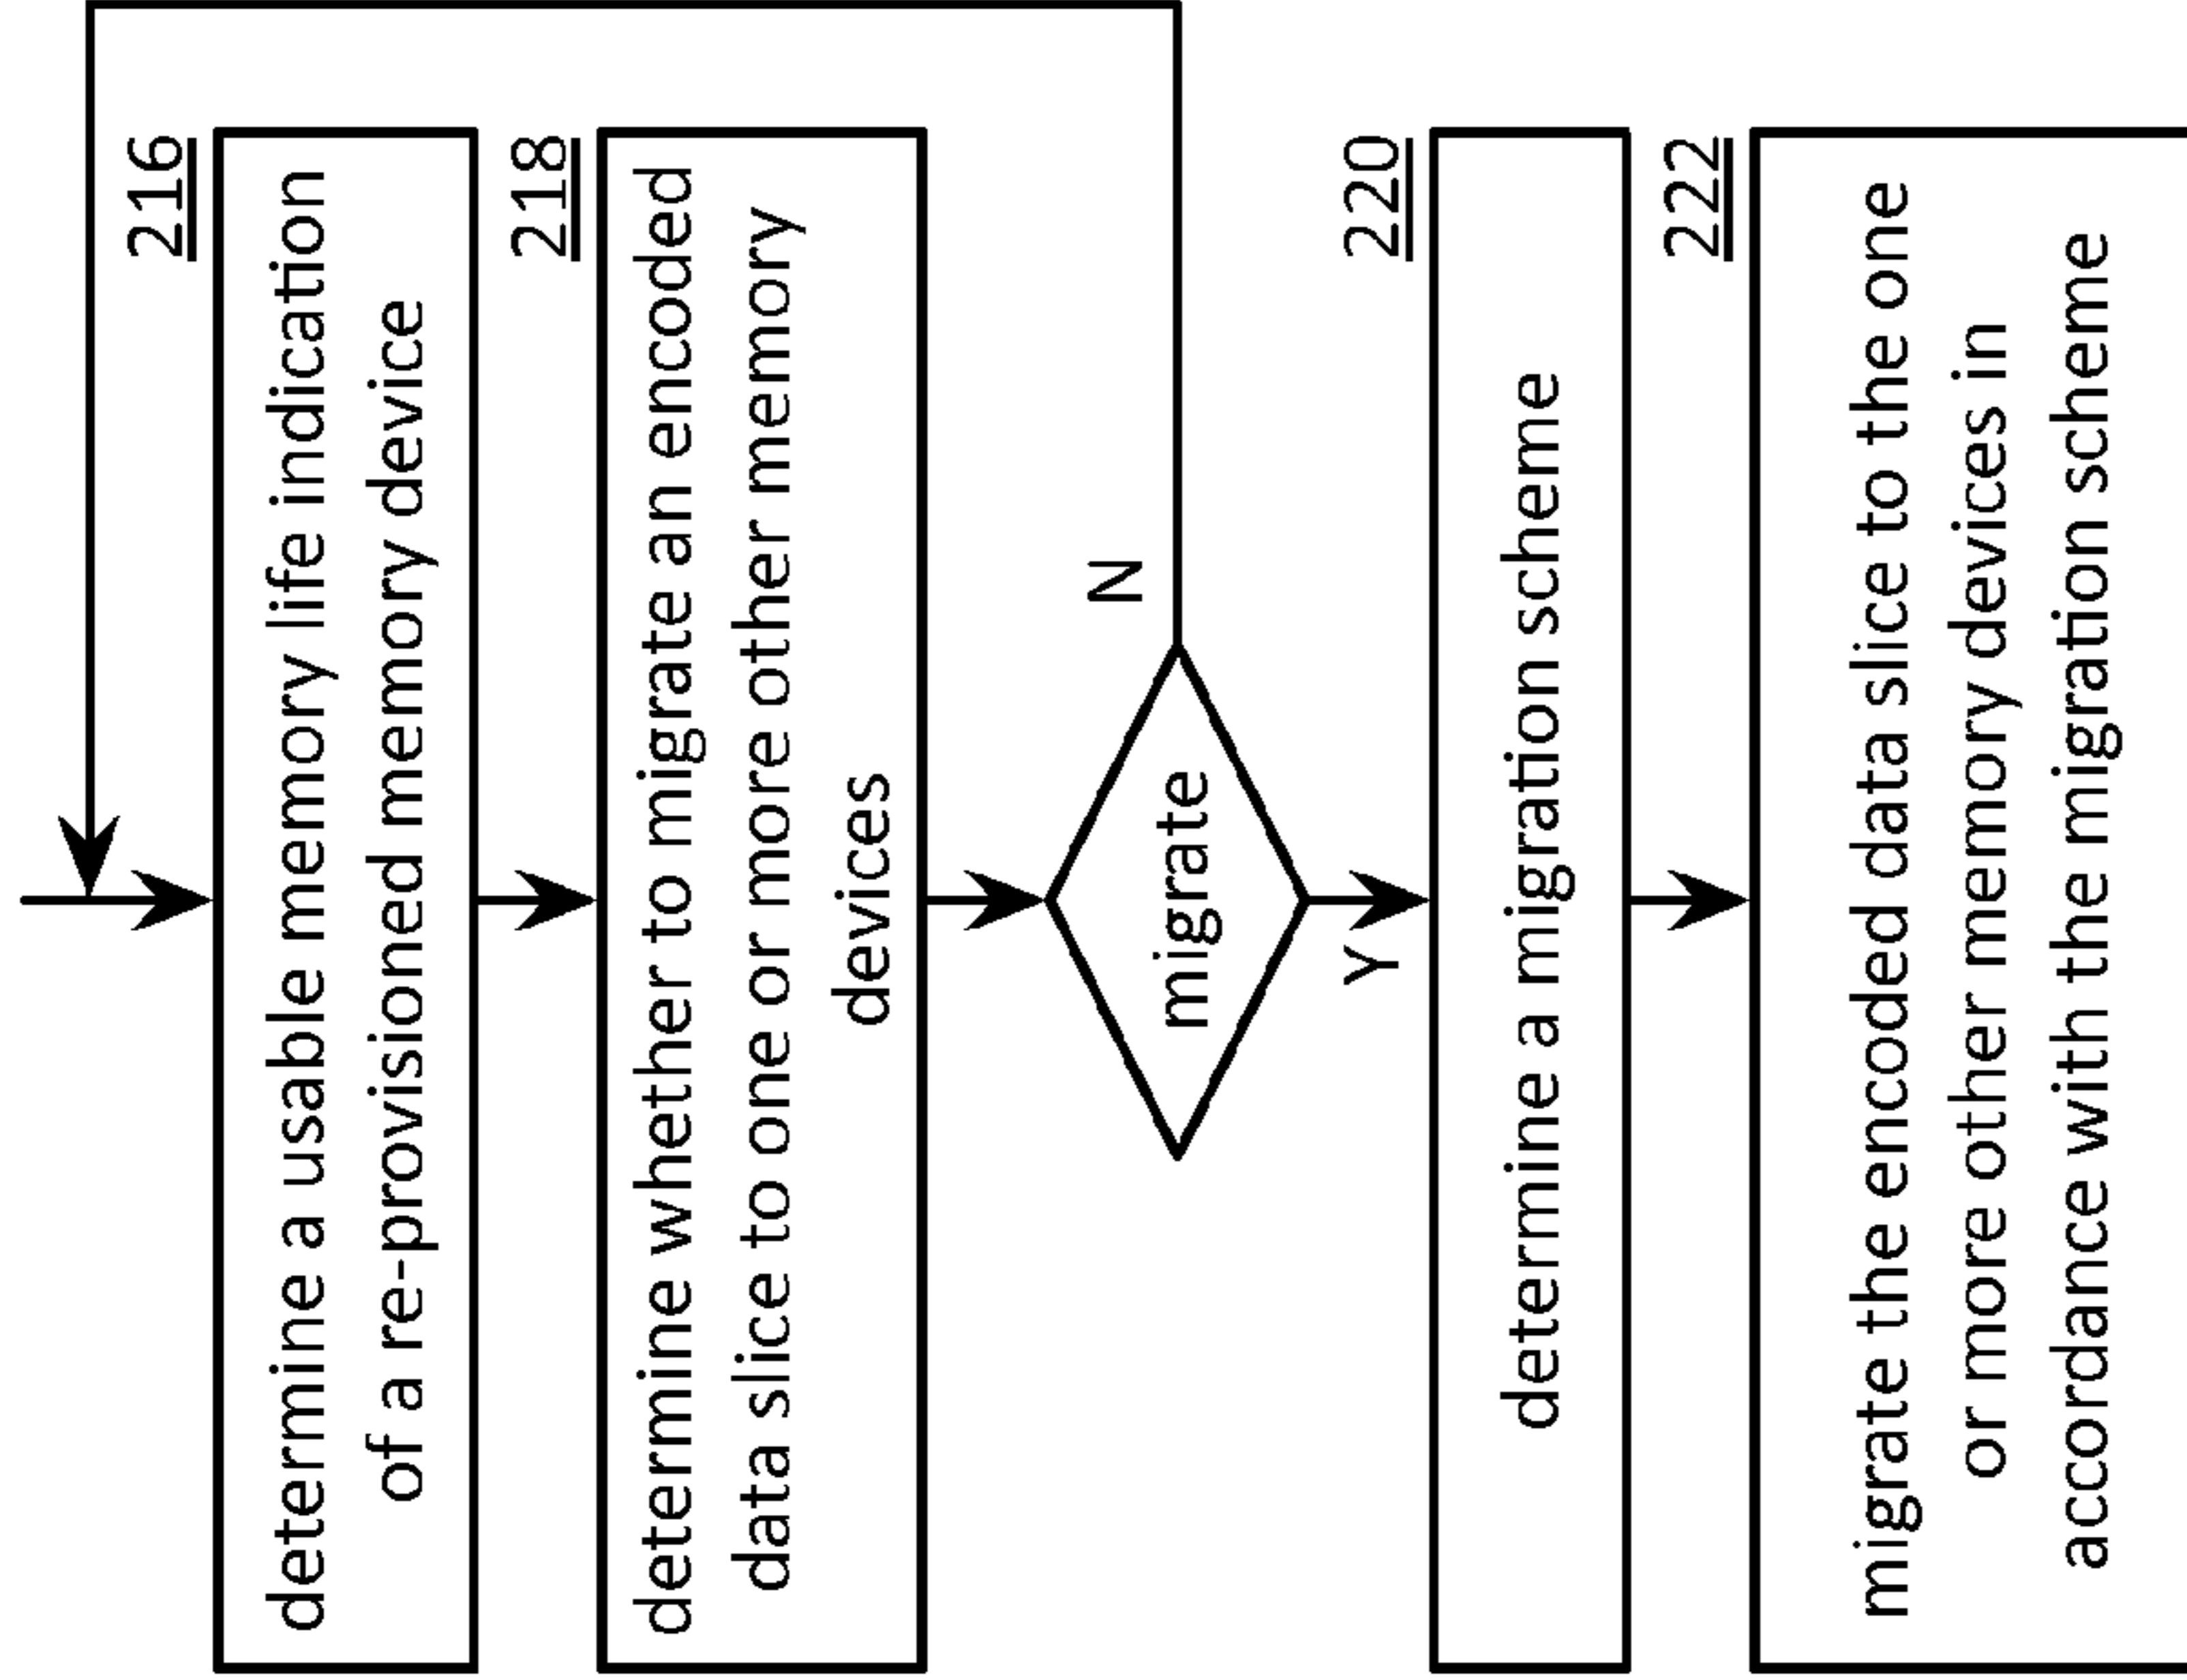 216
determine a usable memory life indication
of a re-provisioned memory device
218
determine whether to migrate an encoded
data slice to one or more other memory
devices
migrate
N
Y
220
determine a migration scheme
222
migrate the encoded data slice to the one
or more other memory devices in
accordance with the migration scheme